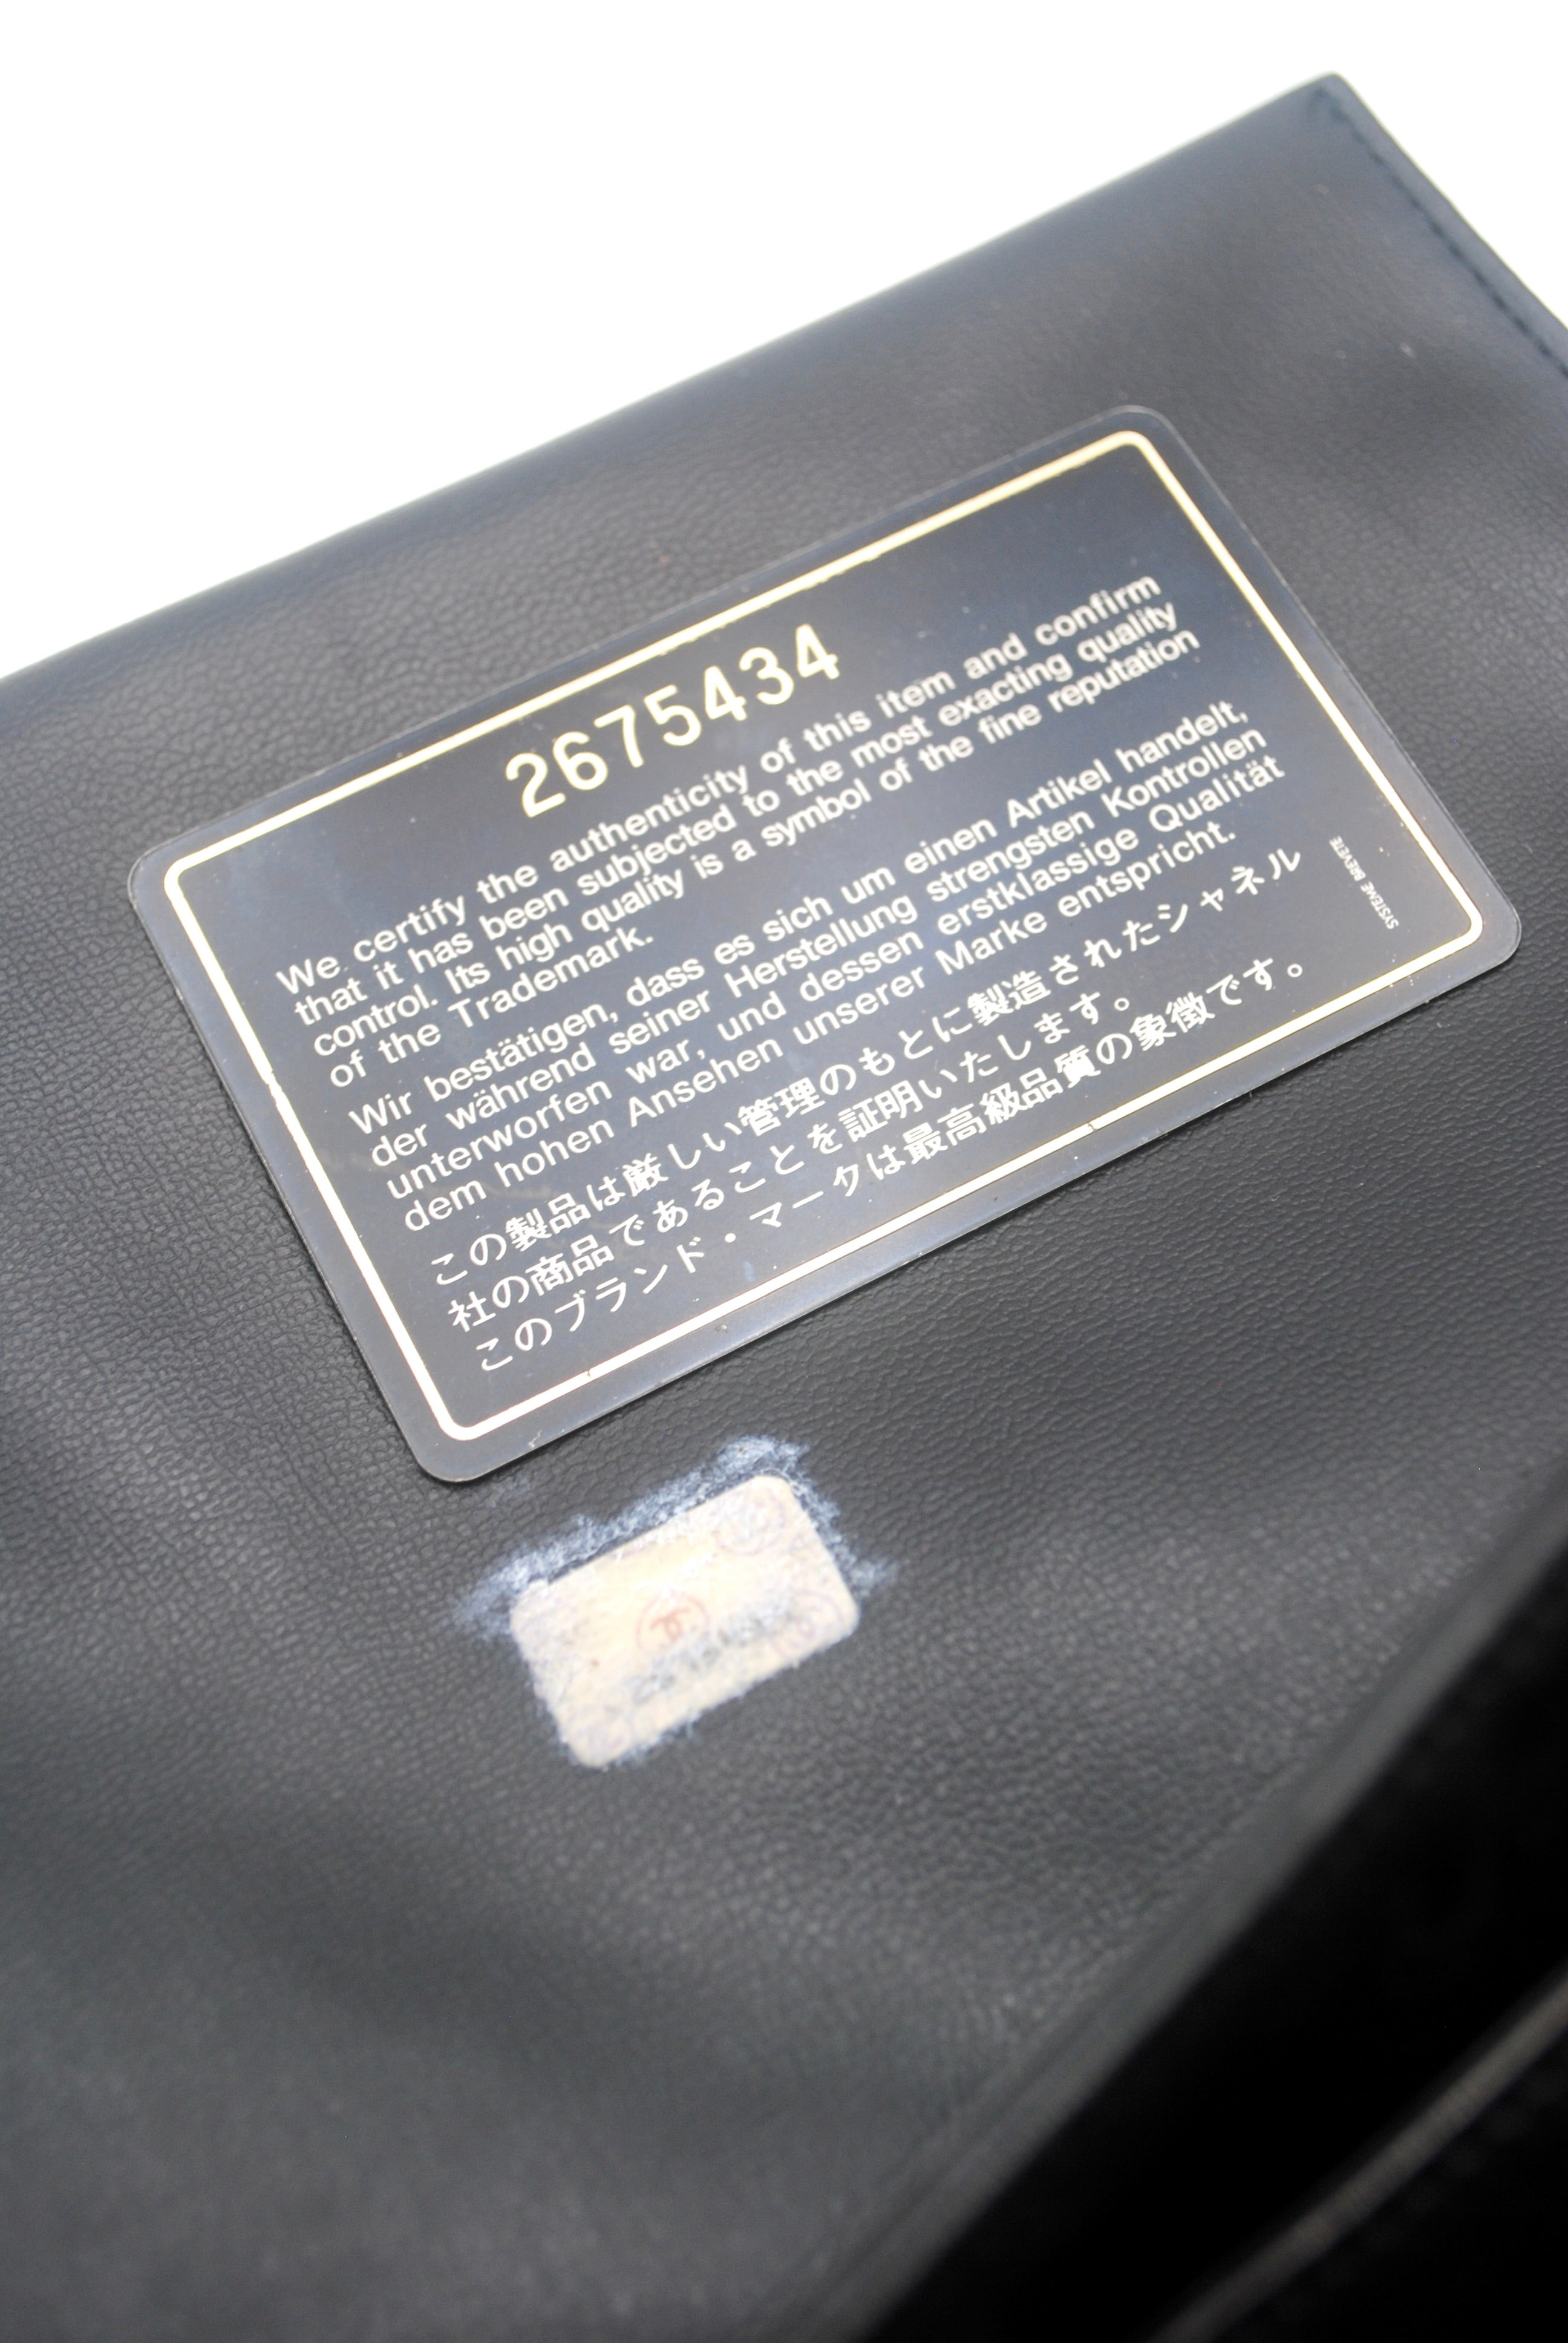 2675434
We certify the authenticity of this item and confirm
that it has been subjected to the most exacting quality
control. Its high quality is a symbol of the fine reputation
of the Trademark.
Wir bestätigen, dass es sich um einen Artikel handelt,
der während seiner Herstellung strengsten Kontrollen
unterworfen war, und dessen erstklassige Qualität
dem hohen Ansehen unserer Marke entspricht.
この製品は厳しい管理のもとに製造されたシャネル
社の商品であることを証明いたします。
このブランド・マークは最高級品質の象徴です。
SYSTEME BREVETE